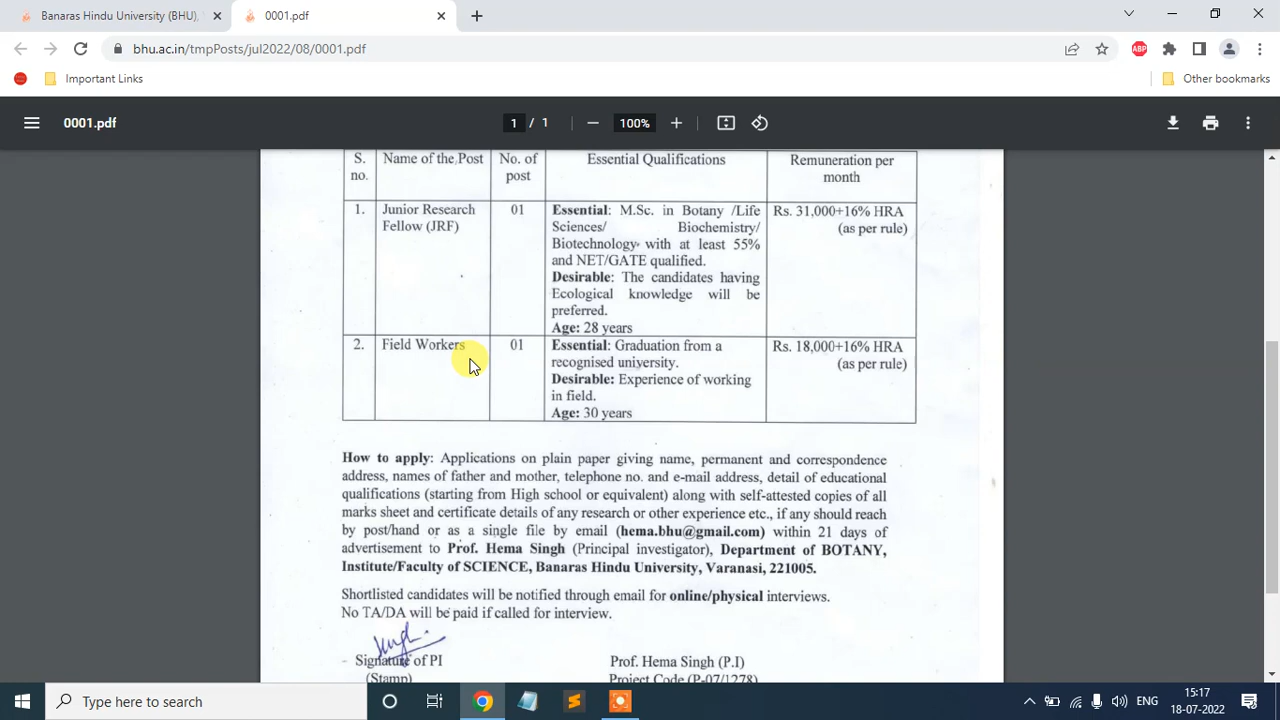 Banaras Hindu University (BHU),
0001.pdf
bhu.ac.in/tmpPosts/jul2022/08/0001.pdf
ABP
Important Links
Other bookmarks
0001.pdf
1 / 1
100%
S. no. Name of the Post No. of post Essential Qualifications Remuneration per month
1. Junior Research Fellow (JRF) 01
Essential: M.Sc. in Botany /Life
Sciences/ Biochemistry/
Biotechnology with at least 55%
and NET/GATE qualified.
Desirable: The candidates having
Ecological knowledge will be
preferred.
Age: 28 years
Rs. 31,000+16% HRA
(as per rule)
2. Field Workers 01
Essential: Graduation from a
recognised university.
Desirable: Experience of working
in field.
Age: 30 years
Rs. 18,000+16% HRA
(as per rule)
How to apply: Applications on plain paper giving name, permanent and correspondence
address, names of father and mother, telephone no. and e-mail address, detail of educational
qualifications (starting from High school or equivalent) along with self-attested copies of all
marks sheet and certificate details of any research or other experience etc., if any should reach
by post/hand or as a single file by email (hema.bhu@gmail.com) within 21 days of
advertisement to Prof. Hema Singh (Principal investigator), Department of BOTANY,
Institute/Faculty of SCIENCE, Banaras Hindu University, Varanasi, 221005.
Shortlisted candidates will be notified through email for online/physical interviews.
No TA/DA will be paid if called for interview.
Signature of PI
(Stamp)
Prof. Hema Singh (P.I)
Project Code (P-07/1278)
Type here to search
ENG
15:17
18-07-2022